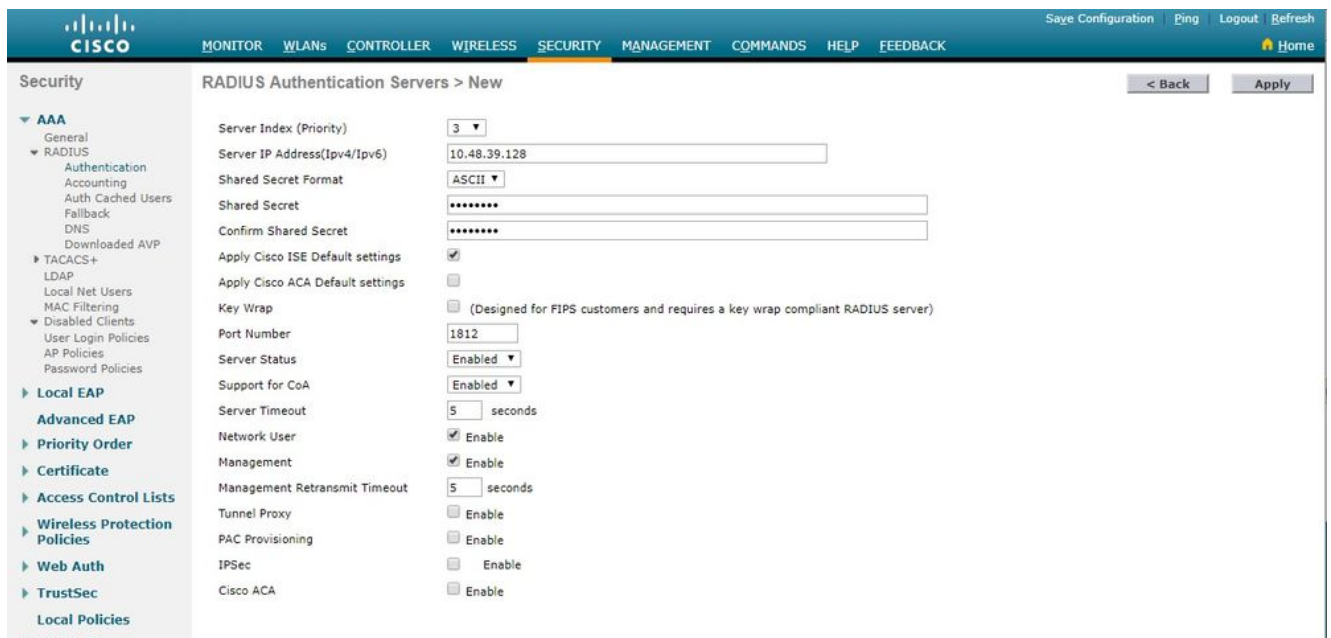 Save Configuration Ping Logout Refresh
CISCO
MONITOR WLANs CONTROLLER WIRELESS SECURITY MANAGEMENT COMMANDS HELP FEEDBACK Home
Security
AAA
General
RADIUS
Authentication
Accounting
Auth Cached Users
Fallback
DNS
Downloaded AVP
TACACS+
LDAP
Local Net Users
MAC Filtering
Disabled Clients
User Login Policies
AP Policies
Password Policies
Local EAP
Advanced EAP
Priority Order
Certificate
Access Control Lists
Wireless Protection
Policies
Web Auth
TrustSec
Local Policies
RADIUS Authentication Servers > New
< Back Apply
Server Index (Priority) 3
Server IP Address(Ipv4/Ipv6) 10.48.39.128
Shared Secret Format ASCII
Shared Secret ••••••••
Confirm Shared Secret ••••••••
Apply Cisco ISE Default settings
Apply Cisco ACA Default settings
Key Wrap (Designed for FIPS customers and requires a key wrap compliant RADIUS server)
Port Number 1812
Server Status Enabled
Support for CoA Enabled
Server Timeout 5 seconds
Network User Enable
Management Enable
Management Retransmit Timeout 5 seconds
Tunnel Proxy Enable
PAC Provisioning Enable
IPSec Enable
Cisco ACA Enable